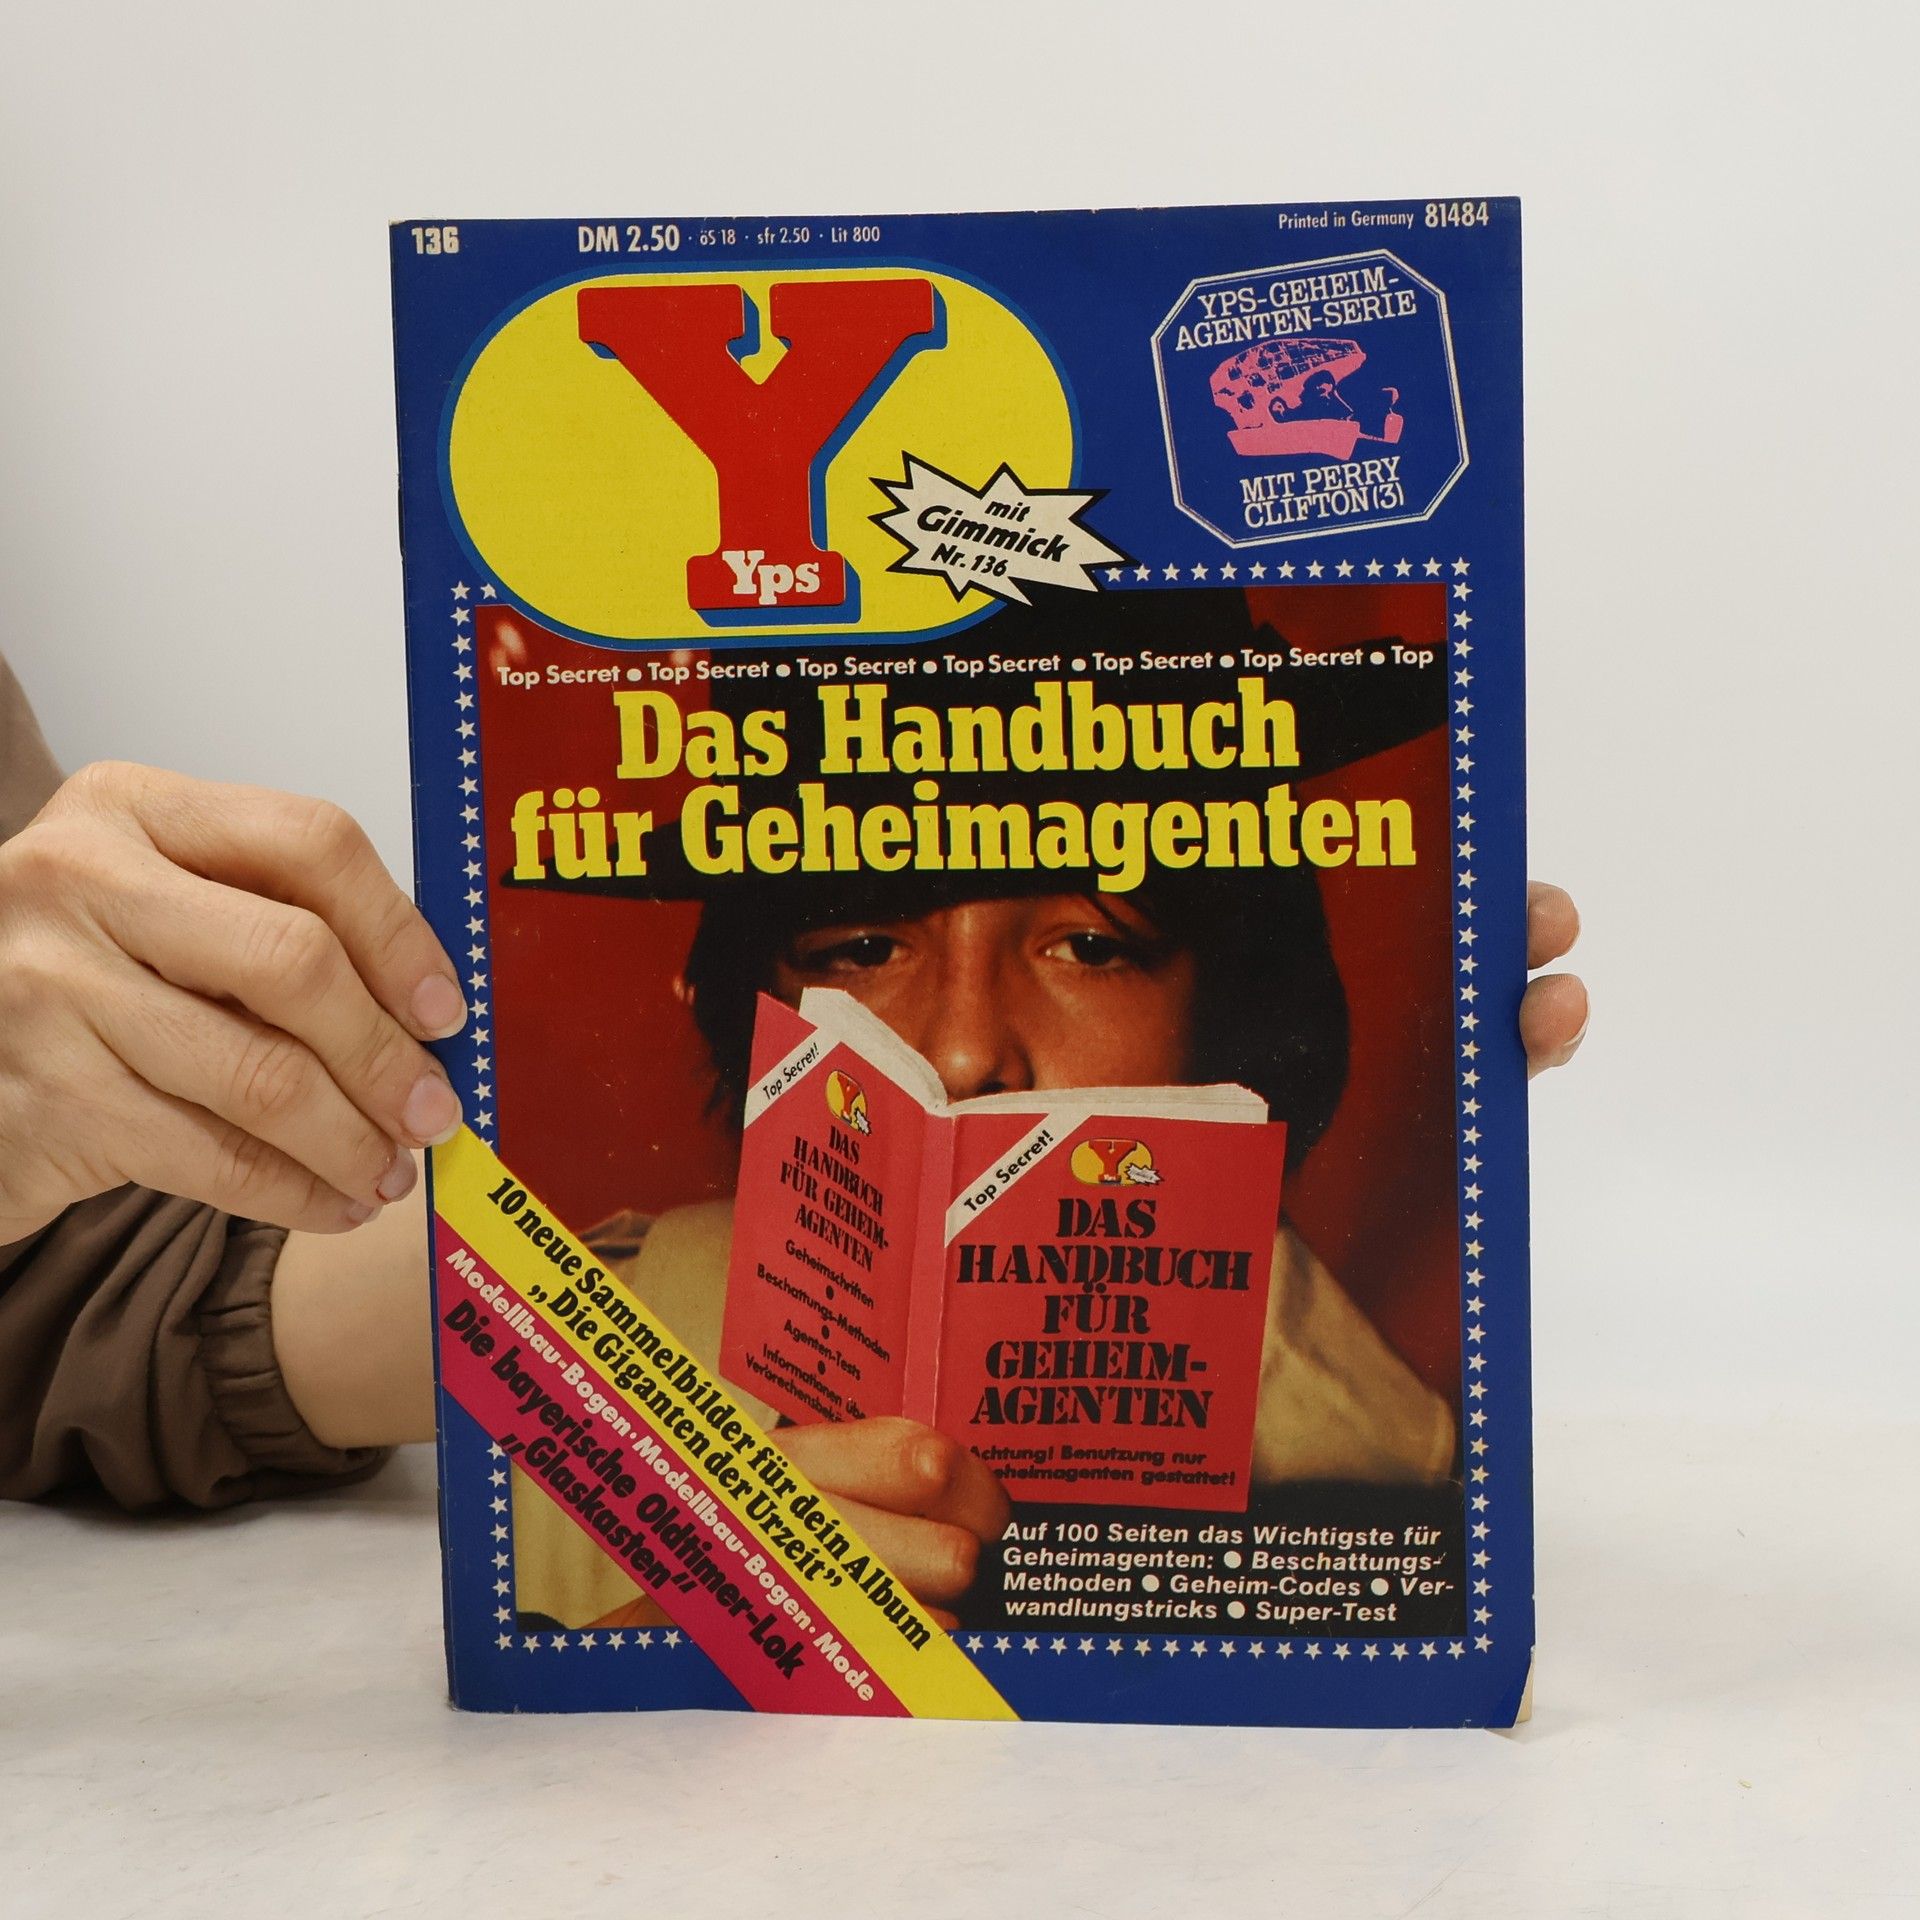 136
DM 2.50 · öS 18 · sfr 2.50 · Lit 800
Printed in Germany 81484
YPS-GEHEIM-
AGENTEN-SERIE
MIT PERRY
CLIFTON (3)
Yps
mit
Gimmick
Nr. 136
Top Secret ● Top Secret ● Top Secret ● Top Secret ● Top Secret ● Top Secret ● Top
Das Handbuch
für Geheimagenten
Top Secret!
DAS
HANDBUCH
FÜR GEHEIM-
AGENTEN
Geheimschriften
●
Beschattungs-Methoden
●
Agenten-Tests
●
Informationen
Top Secret!
Yps
DAS
HANDBUCH
FÜR
GEHEIM-
AGENTEN
Achtung! Benutzung nur
eheimagenten gestattet!
Auf 100 Seiten das Wichtigste für
Geheimagenten: ● Beschattungs-
Methoden ● Geheim-Codes ● Ver-
wandlungstricks ● Super-Test
10 neue Sammelbilder für dein Album
„Die Giganten der Urzeit”
Modellbau-Bogen · Modellbau-Bogen · Mode
Die bayerische Oldtimer-Lok
„Glaskasten”